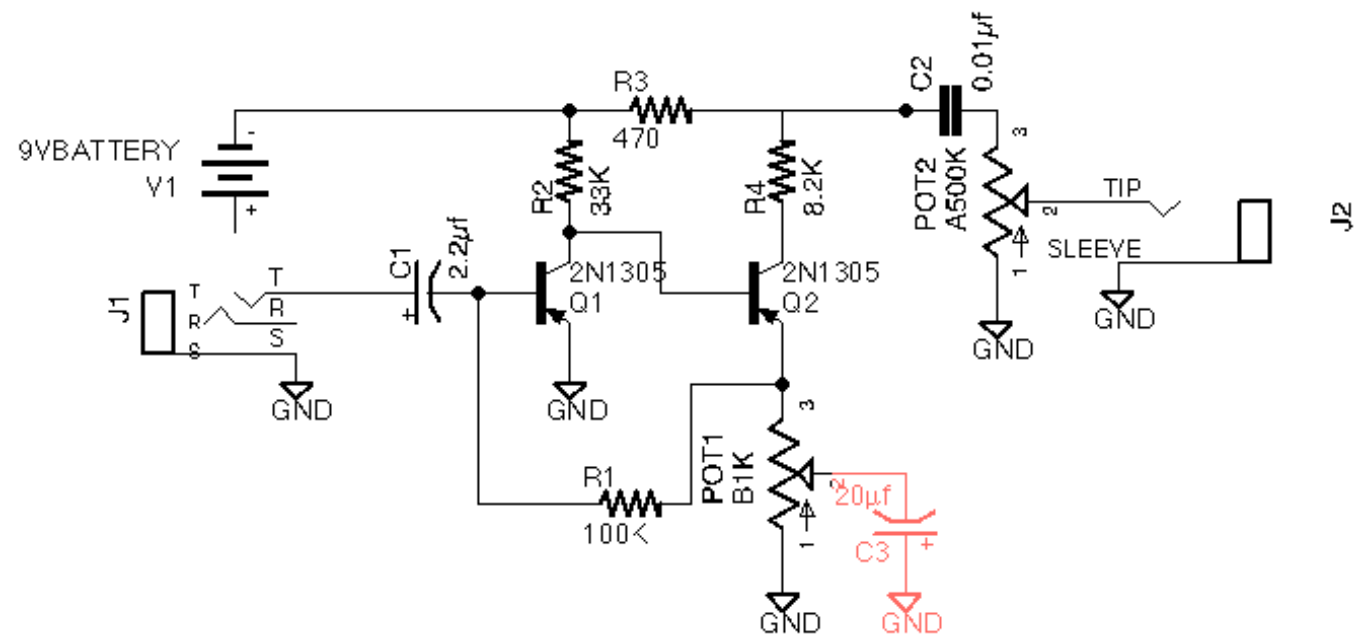 R3
470
C2
0.01µf
9VBATTERY
V1
-
+
R2
33K
R4
8.2K
POT2
A500K
3
2
1
TIP
SLEEVE
J2
GND
GND
C1
2.2µf
+
2N1305
Q1
2N1305
Q2
J1
T
R
S
T
R
S
GND
GND
R1
100K
POT1
B1K
3
2
1
20µf
C3
+
GND
GND